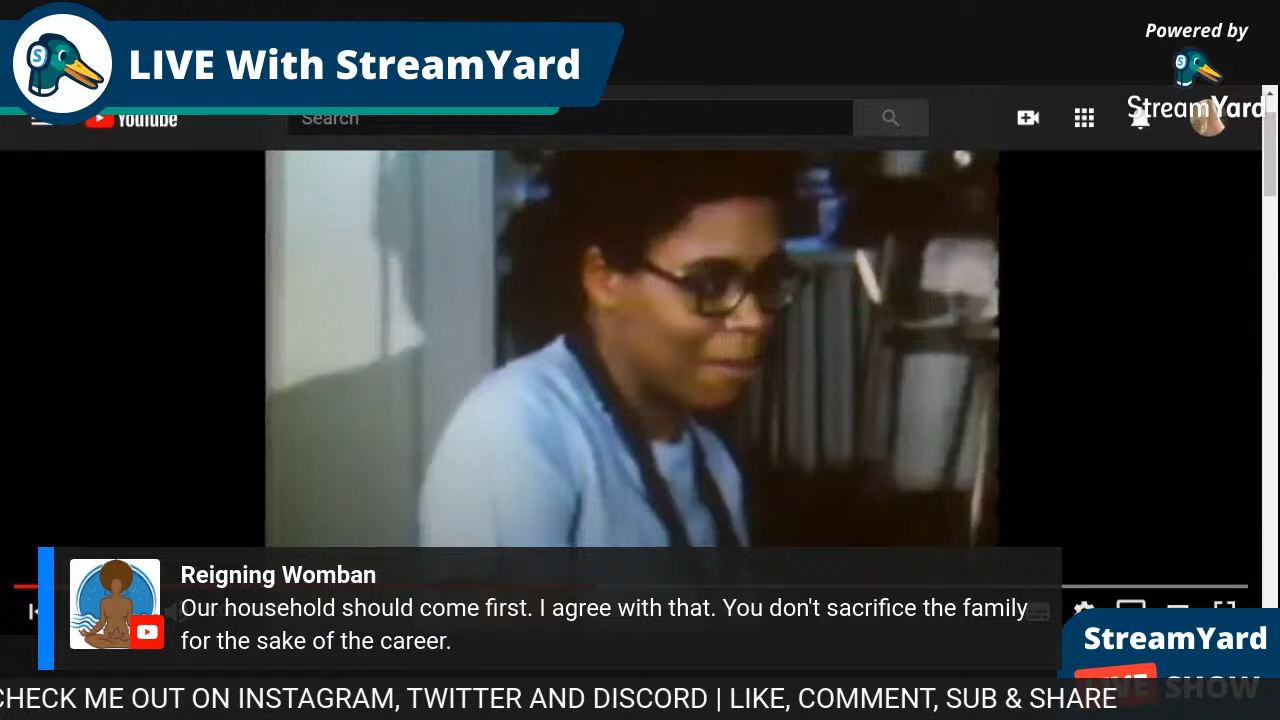 LIVE With StreamYard
Powered by
StreamYard
YouTube
Search
Reigning Womban
Our household should come first. I agree with that. You don't sacrifice the family
for the sake of the career.
StreamYard
LIVE SHOW
CHECK ME OUT ON INSTAGRAM, TWITTER AND DISCORD | LIKE, COMMENT, SUB & SHARE